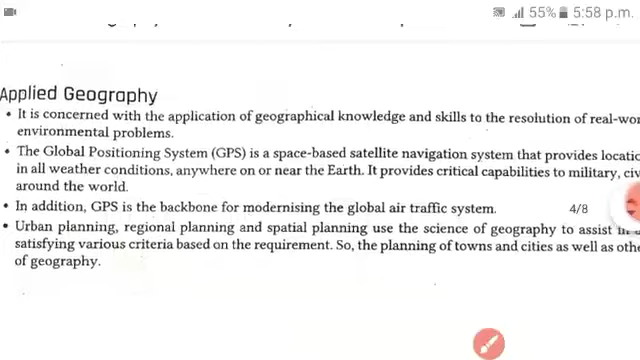 55% 5:58 p.m.
Applied Geography
• It is concerned with the application of geographical knowledge and skills to the resolution of real-wor
environmental problems.
• The Global Positioning System (GPS) is a space-based satellite navigation system that provides locatio
in all weather conditions, anywhere on or near the Earth. It provides critical capabilities to military, civ
around the world.
• In addition, GPS is the backbone for modernising the global air traffic system.
4/8
• Urban planning, regional planning and spatial planning use the science of geography to assist in
satisfying various criteria based on the requirement. So, the planning of towns and cities as well as othe
of geography.